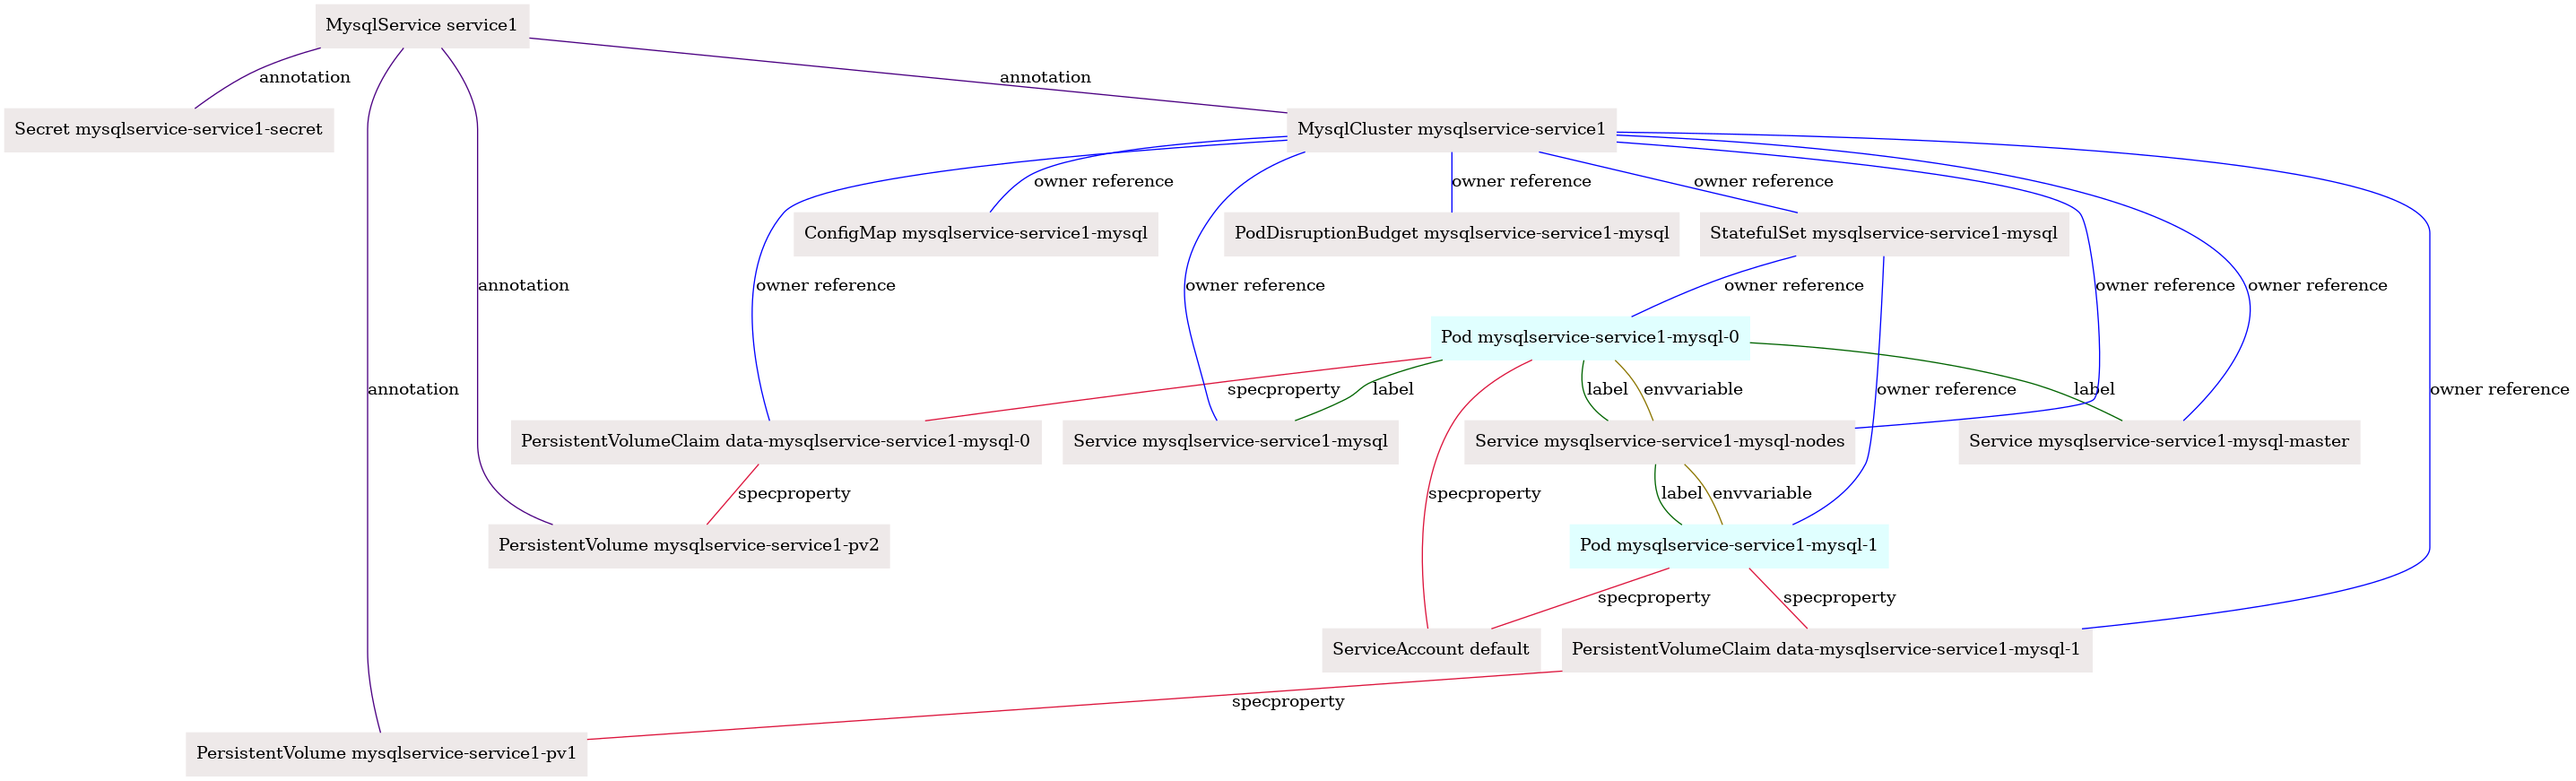 MysqlService service1
annotation
annotation
Secret mysqlservice-service1-secret
MysqlCluster mysqlservice-service1
owner reference
owner reference
owner reference
ConfigMap mysqlservice-service1-mysql
PodDisruptionBudget mysqlservice-service1-mysql
StatefulSet mysqlservice-service1-mysql
annotation
owner reference
owner reference
owner reference
owner reference
owner reference
Pod mysqlservice-service1-mysql-0
annotation
specproperty
label
label
envvariable
owner reference
label
owner reference
PersistentVolumeClaim data-mysqlservice-service1-mysql-0
Service mysqlservice-service1-mysql
Service mysqlservice-service1-mysql-nodes
Service mysqlservice-service1-mysql-master
specproperty
specproperty
label
envvariable
PersistentVolume mysqlservice-service1-pv2
Pod mysqlservice-service1-mysql-1
specproperty
specproperty
ServiceAccount default
PersistentVolumeClaim data-mysqlservice-service1-mysql-1
specproperty
PersistentVolume mysqlservice-service1-pv1